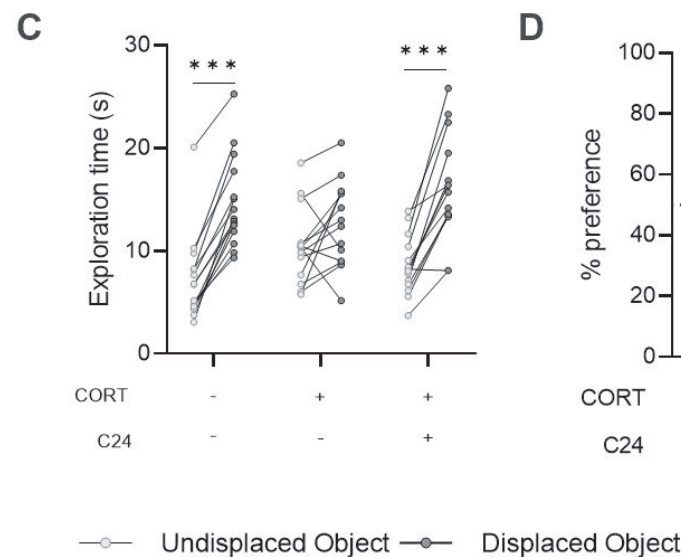 C
D
30
20
10
0
Exploration time (s)
* * *
* * *
CORT - + +
C24 - - +
100
80
60
40
20
0
% preference
CORT
C24
Undisplaced Object
Displaced Object